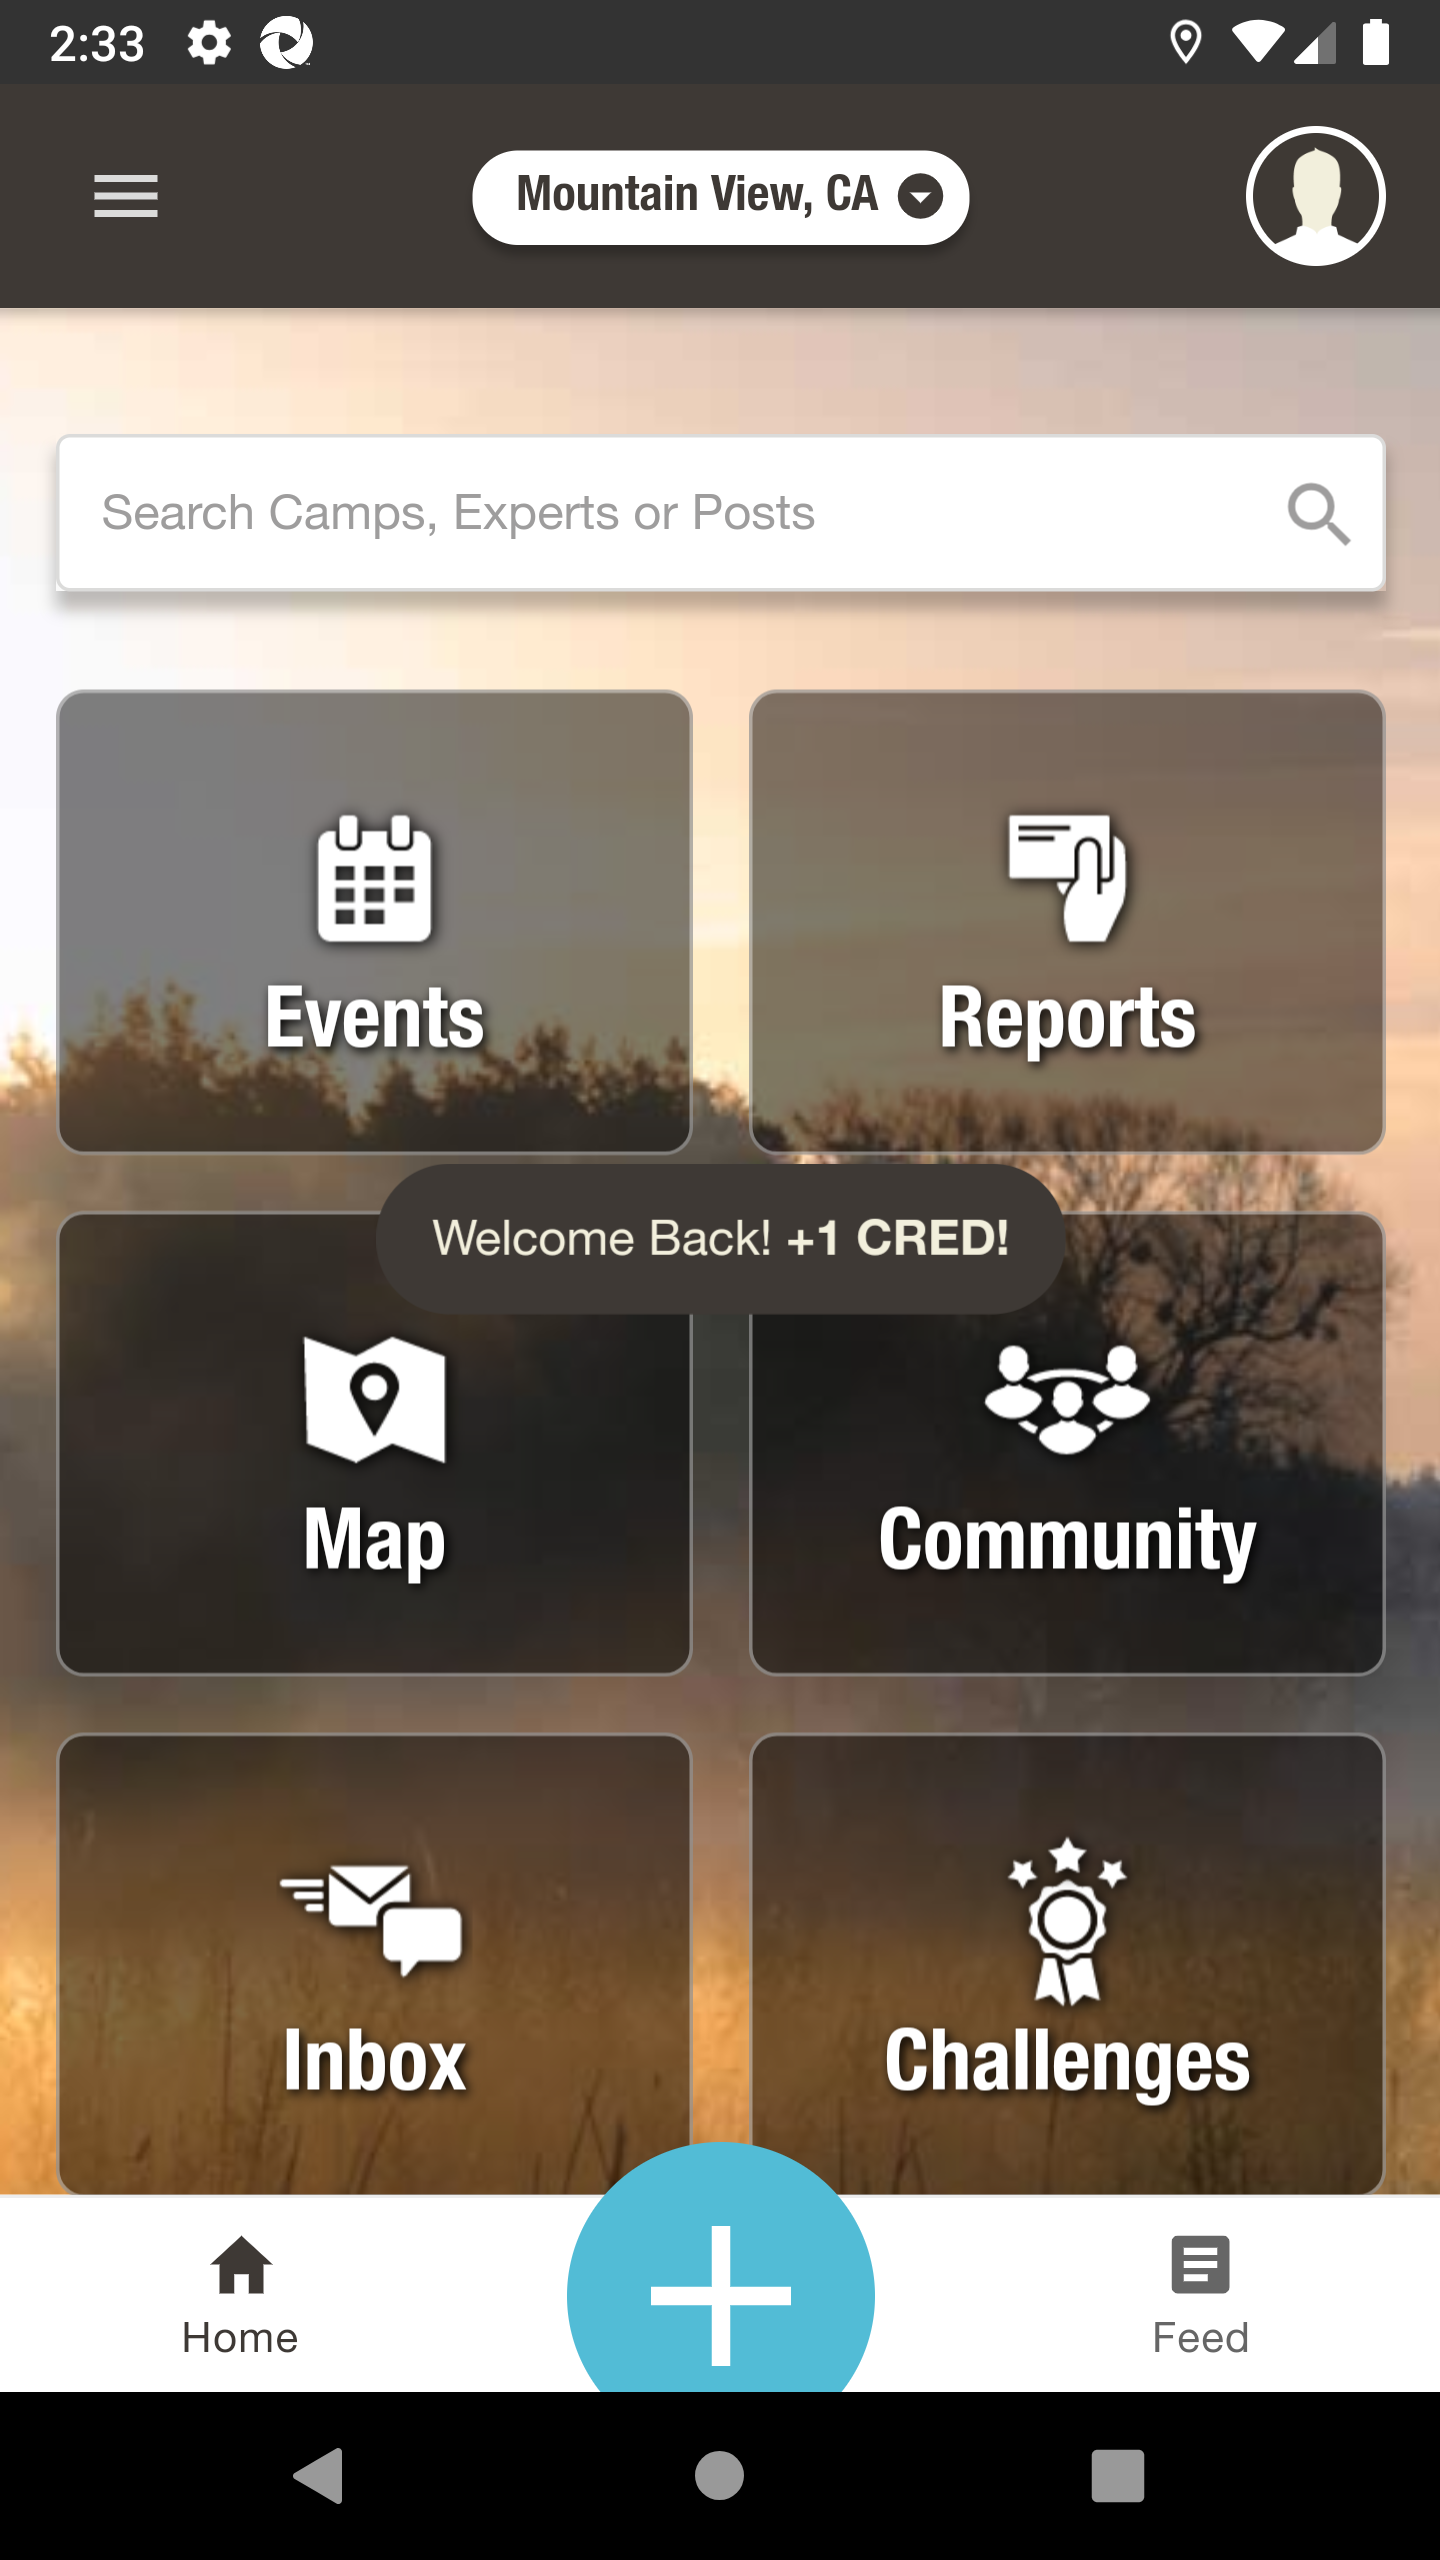 2:33
Mountain View, CA
Search Camps, Experts or Posts
Events
Reports
Welcome Back! +1 CRED!
Map
Community
Inbox
Challenges
Home
Feed